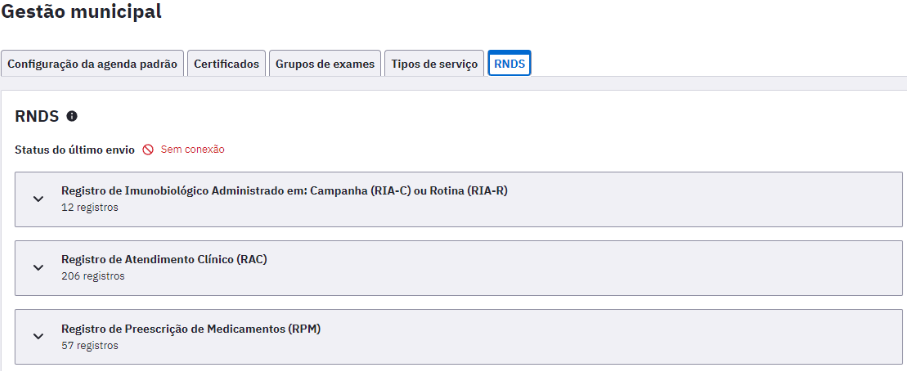 Gestão municipal
Configuração da agenda padrão Certificados Grupos de exames Tipos de serviço RNDS
RNDS
Status do último envio Sem conexão
Registro de Imunobiológico Administrado em: Campanha (RIA-C) ou Rotina (RIA-R)
12 registros
Registro de Atendimento Clínico (RAC)
206 registros
Registro de Preescrição de Medicamentos (RPM)
57 registros